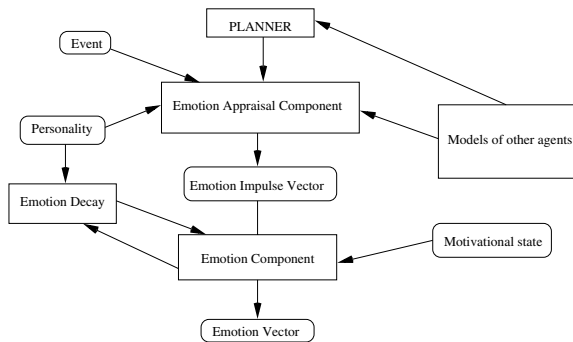 PLANNER
Event
Emotion Appraisal Component
Personality
Models of other agents
Emotion Impulse Vector
Emotion Decay
Motivational state
Emotion Component
Emotion Vector